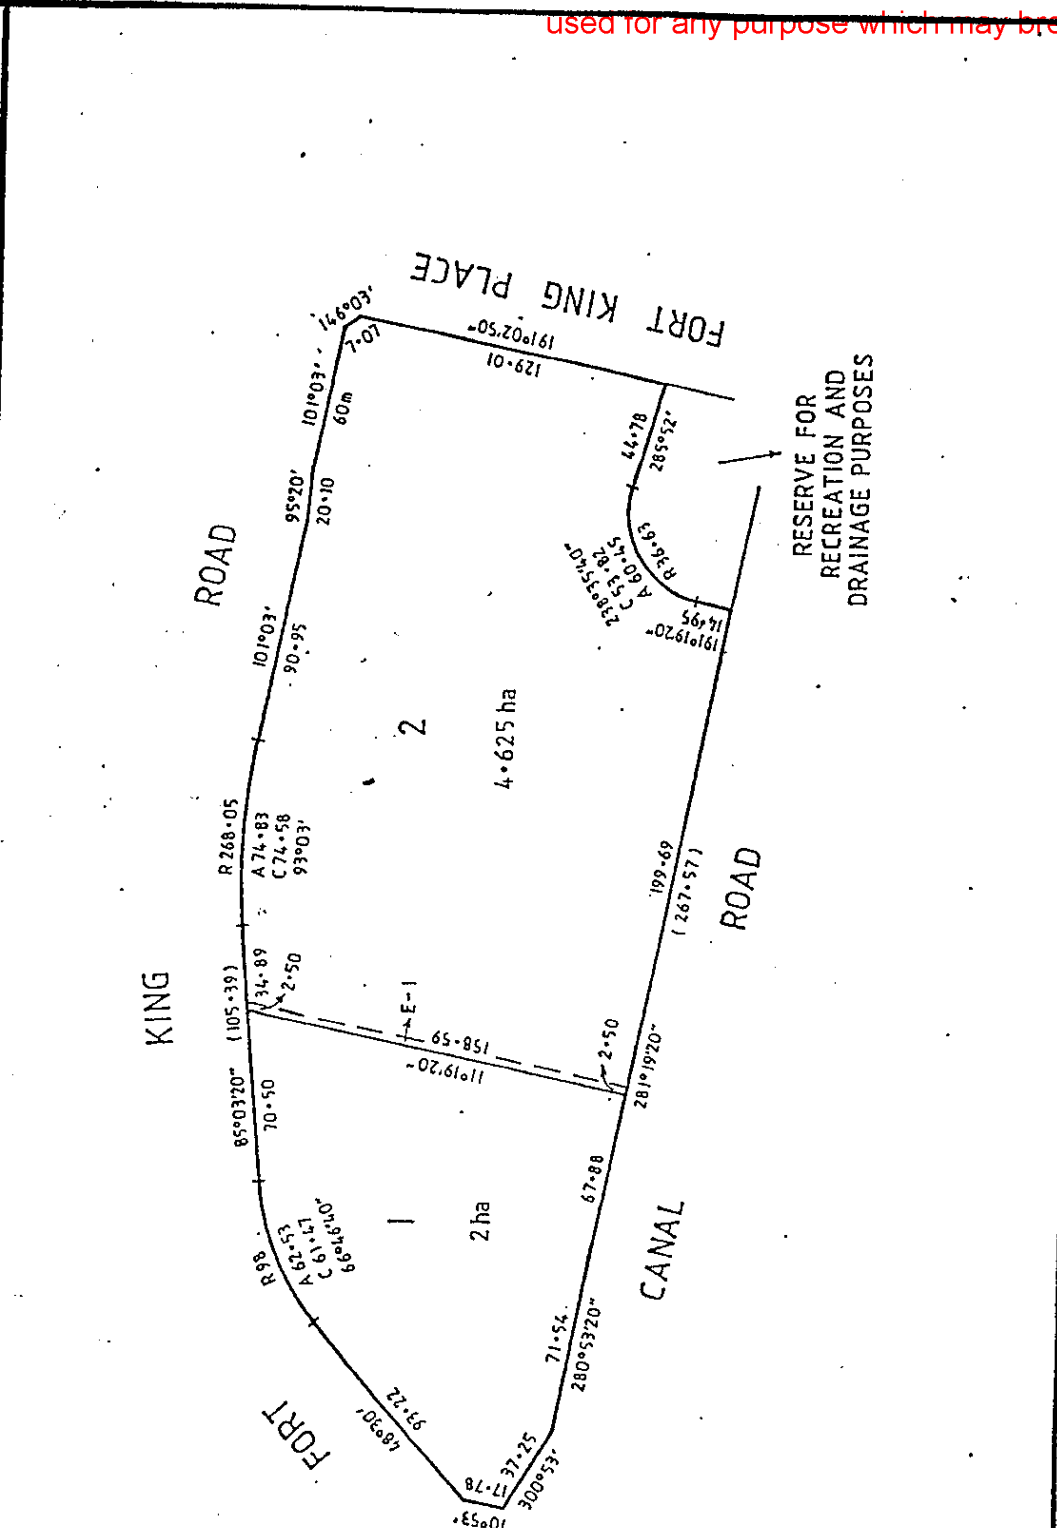 used for any purpose which may bre
FORT KING PLACE
146°03'
7·07
191°02'50"
129·01
101°03'
60m
95°20'
20·10
ROAD
101°03'
90·95
44·78
285°52'
RESERVE FOR
RECREATION AND
DRAINAGE PURPOSES
R 36·63
A 60·45
C 53·82
238°35'40"
14·95
191°19'20"
2
4·625 ha
R 268·05
A 74·83
C 74·58
93°03'
199·69
(267·57)
ROAD
KING
(105·39)
34·89
2·50
E-1
158·59
11°19'20"
2·50
281°19'20"
85°03'20"
70·50
67·88
1
2 ha
R 98
A 62·53
C 61·47
66°46'40"
CANAL
71·54
280°53'20"
FORT
48°30'
93·22
17·78
37·25
300°53'
10°53'